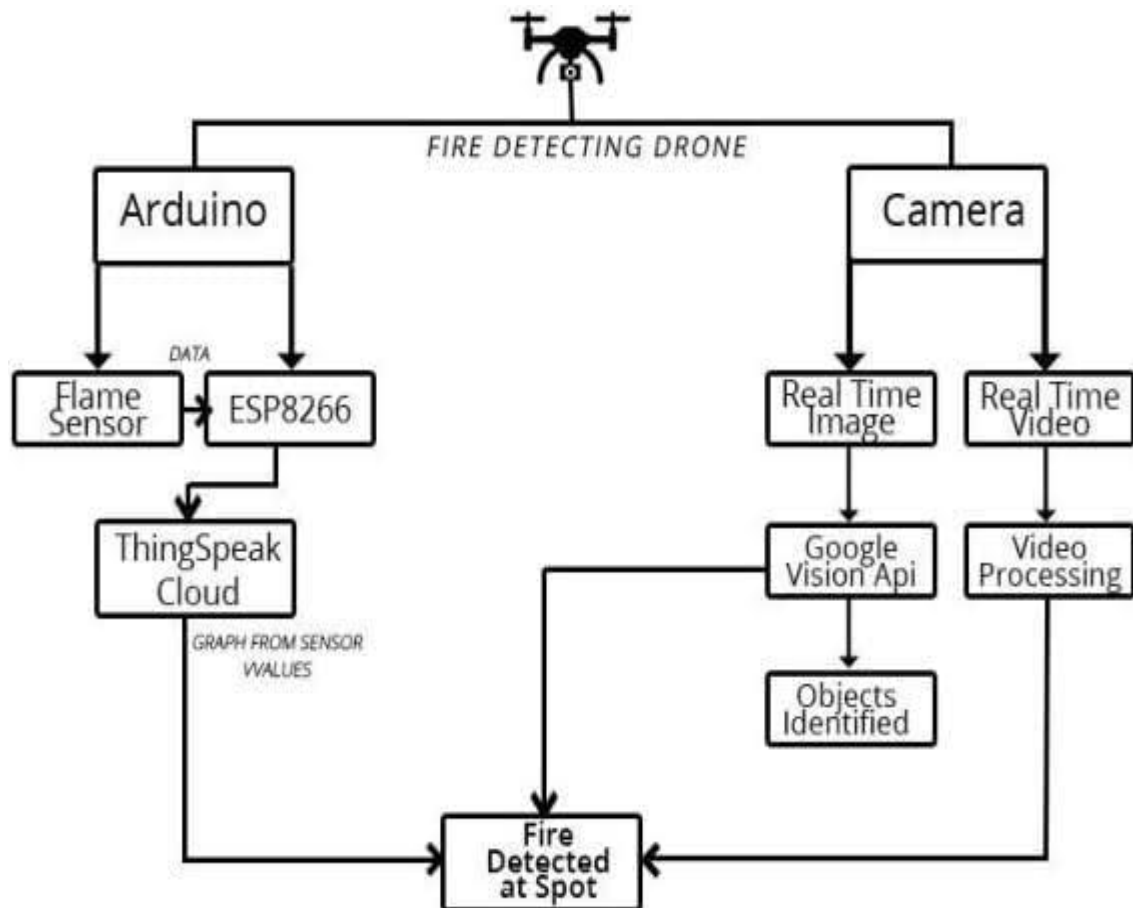 FIRE DETECTING DRONE
Arduino
Camera
DATA
Flame
Sensor
ESP8266
Real Time
Image
Real Time
Video
ThingSpeak
Cloud
Google
Vision Api
Video
Processing
GRAPH FROM SENSOR
VVALUES
Objects
Identified
Fire
Detected
at Spot